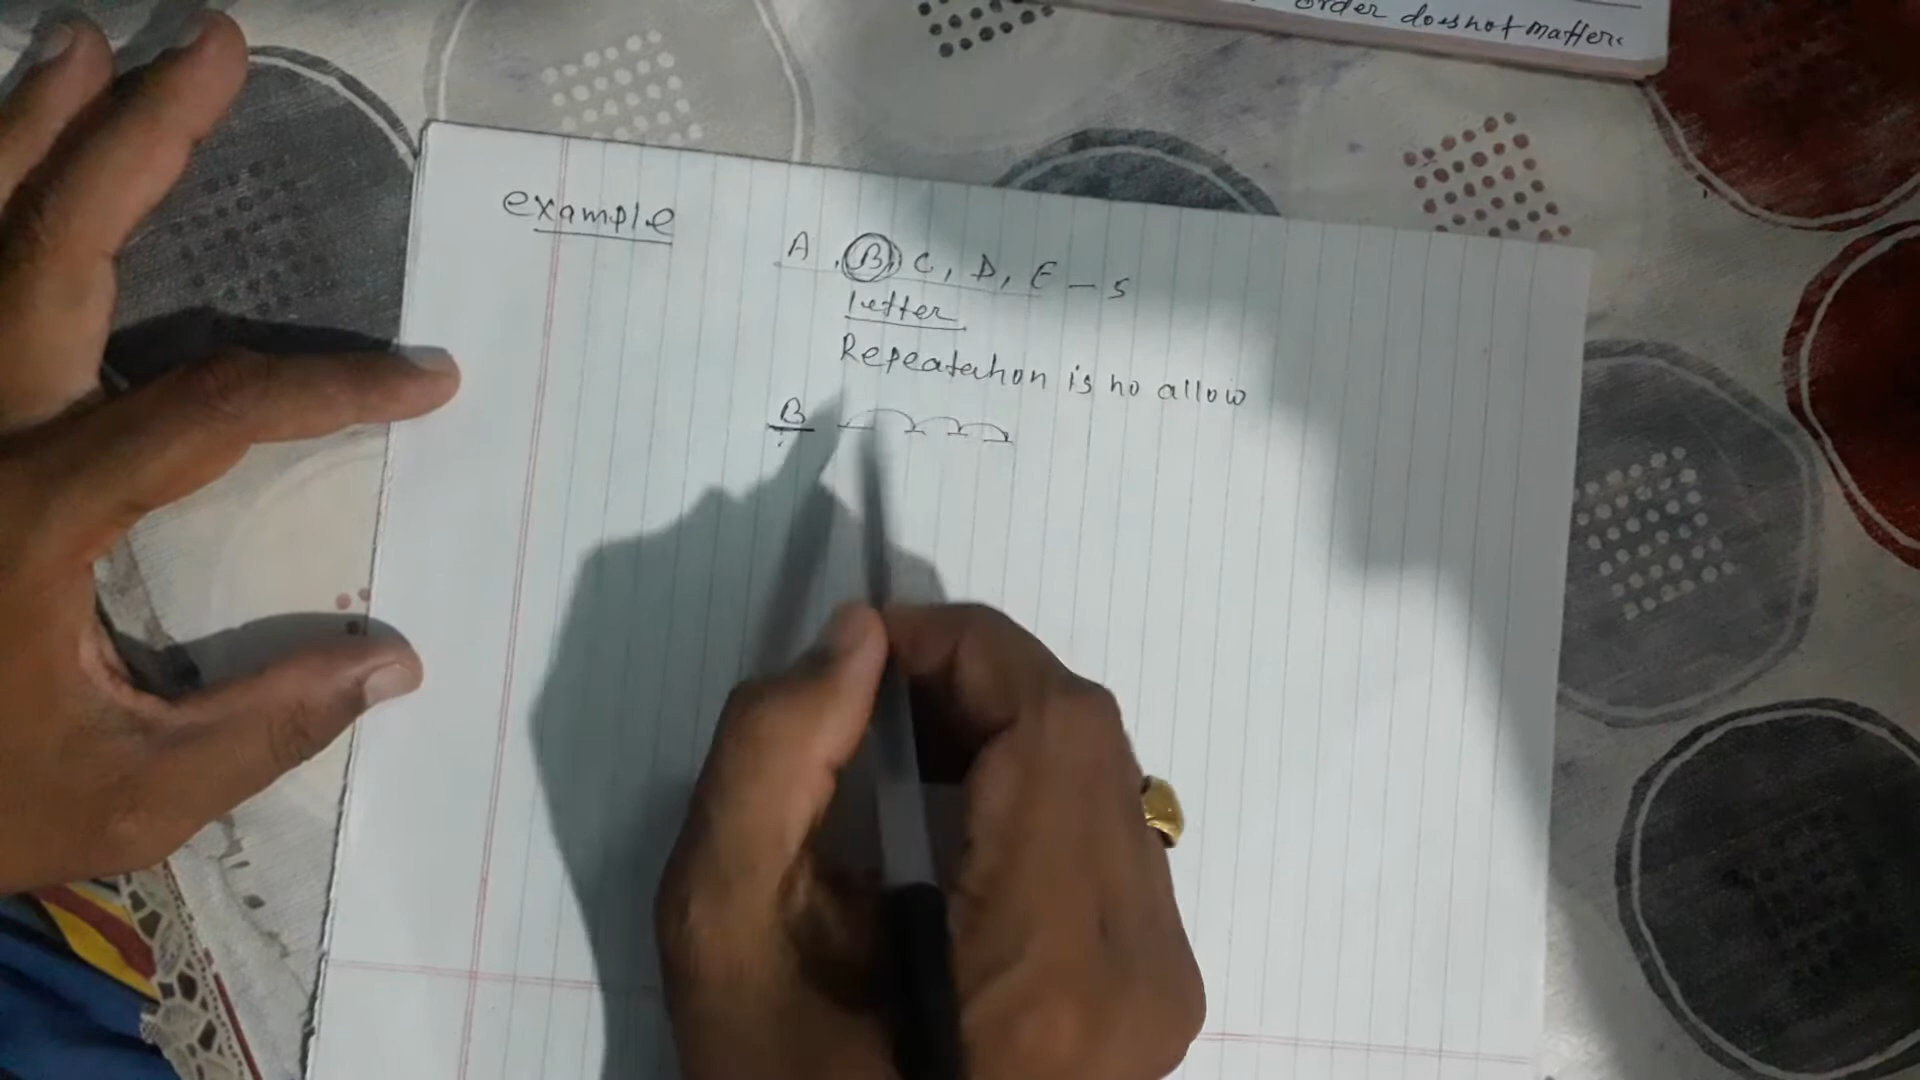 order does not matter.
example
A, B, C, D, E - 5
letter
Repeatation is no allow
B